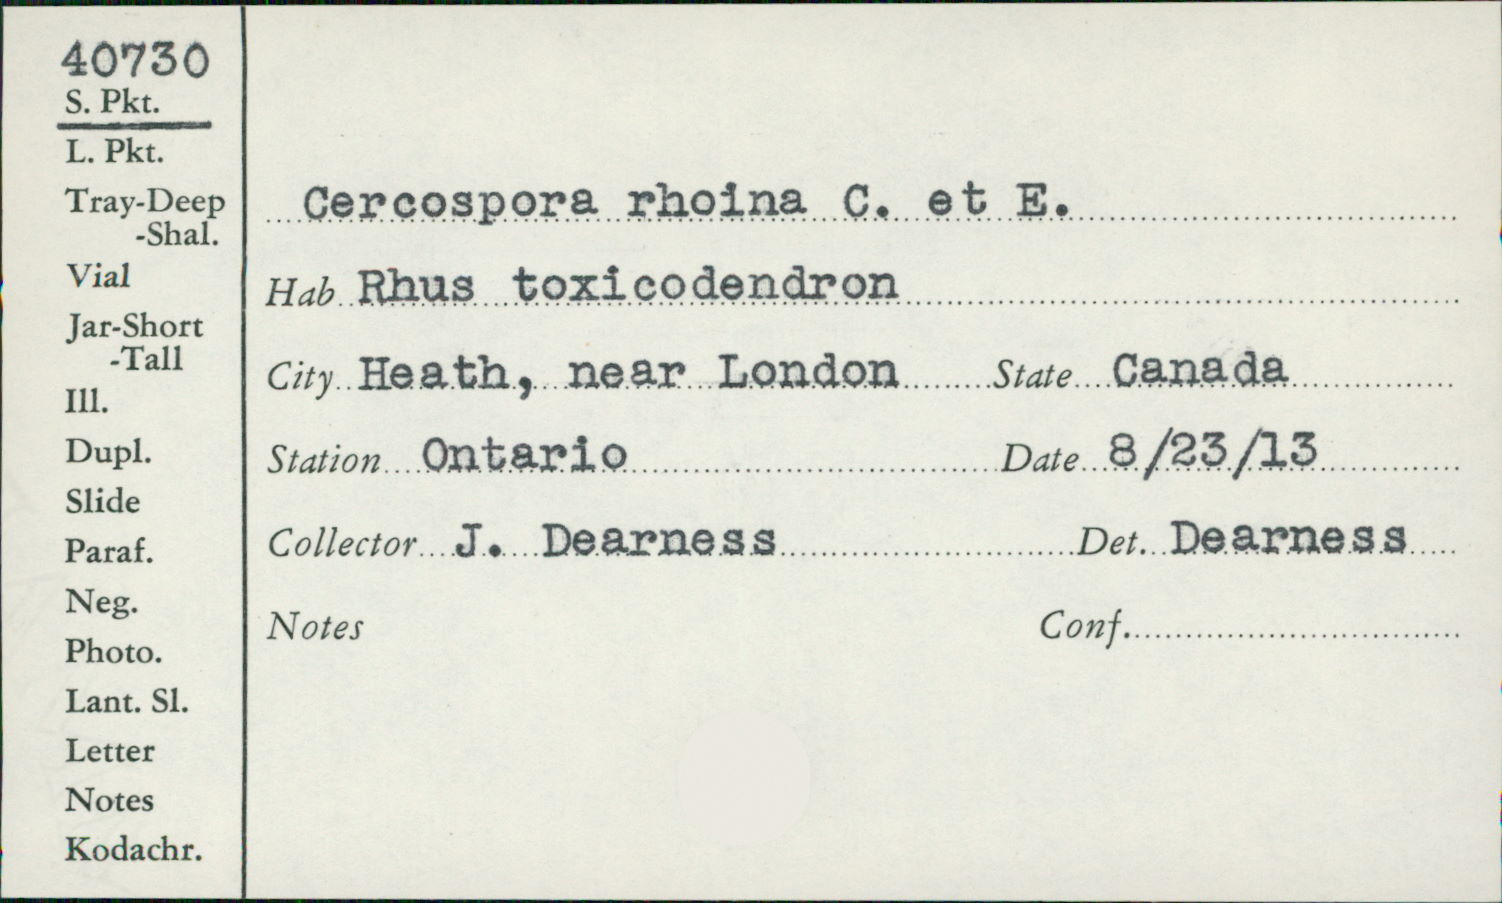 40730
S. Pkt.
L. Pkt.
Tray-Deep
-Shal.
Vial
Jar-Short
-Tall
Ill.
Dupl.
Slide
Paraf.
Neg.
Photo.
Lant. Sl.
Letter
Notes
Kodachr.
Cercospora rhoina C. et E.
Hab Rhus toxicodendron
City Heath, near London State Canada
Station Ontario Date 8/23/13
Collector J. Dearness Det. Dearness
Notes Conf.